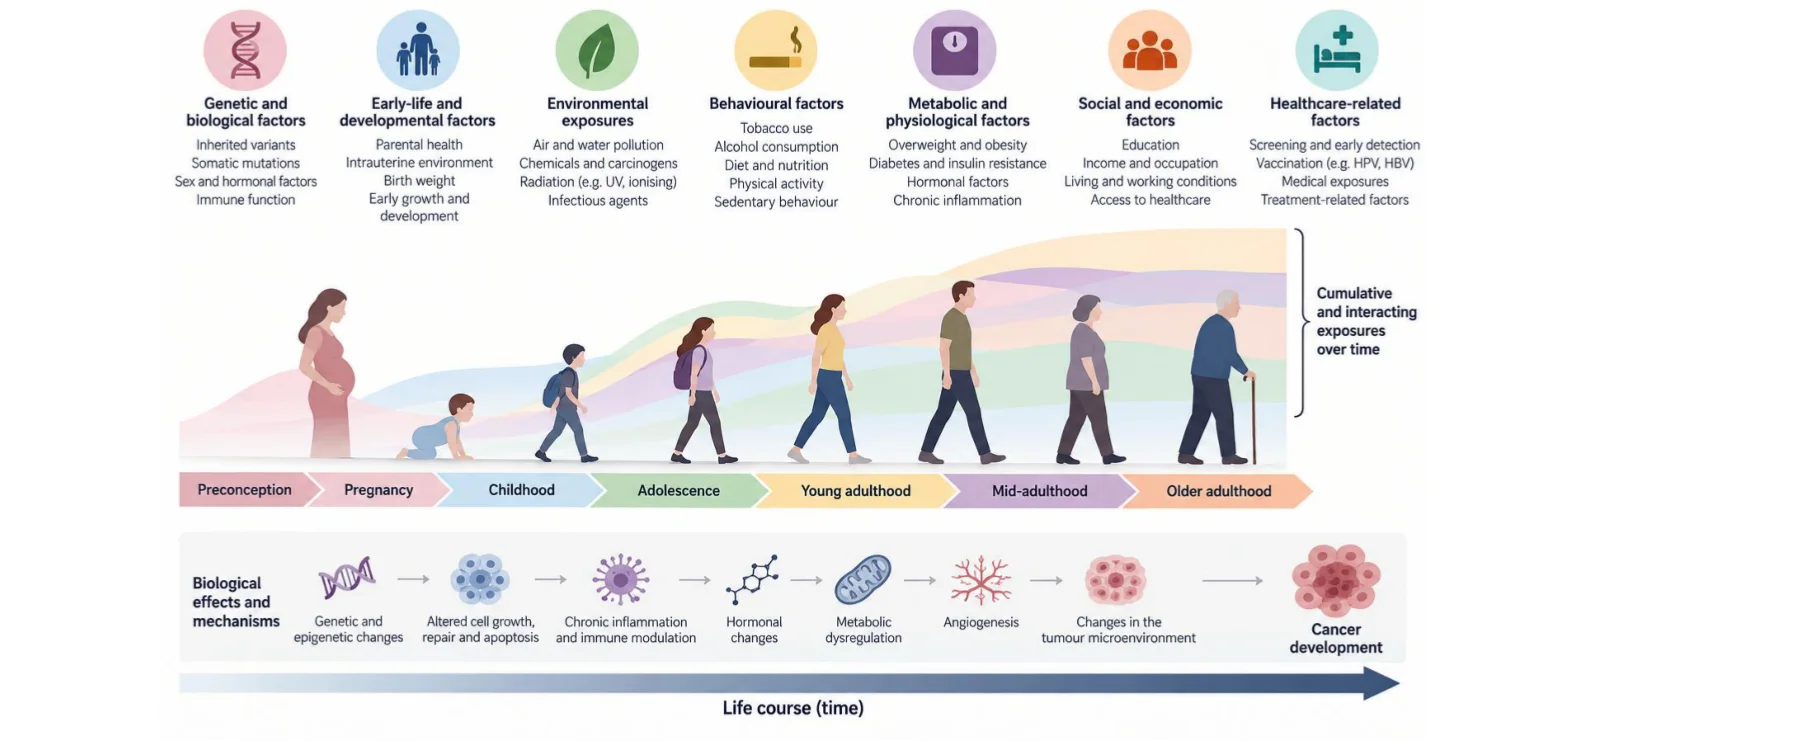 Genetic and
biological factors
Inherited variants
Somatic mutations
Sex and hormonal factors
Immune function
Early-life and
developmental factors
Parental health
Intrauterine environment
Birth weight
Early growth and
development
Environmental
exposures
Air and water pollution
Chemicals and carcinogens
Radiation (e.g. UV, ionising)
Infectious agents
Behavioural factors
Tobacco use
Alcohol consumption
Diet and nutrition
Physical activity
Sedentary behaviour
Metabolic and
physiological factors
Overweight and obesity
Diabetes and insulin resistance
Hormonal factors
Chronic inflammation
Social and economic
factors
Education
Income and occupation
Living and working conditions
Access to healthcare
Healthcare-related
factors
Screening and early detection
Vaccination (e.g. HPV, HBV)
Medical exposures
Treatment-related factors
Cumulative
and interacting
exposures
over time
Preconception
Pregnancy
Childhood
Adolescence
Young adulthood
Mid-adulthood
Older adulthood
Biological
effects and
mechanisms
Genetic and
epigenetic changes
Altered cell growth,
repair and apoptosis
Chronic inflammation
and immune modulation
Hormonal
changes
Metabolic
dysregulation
Angiogenesis
Changes in the
tumour microenvironment
Cancer
development
Life course (time)